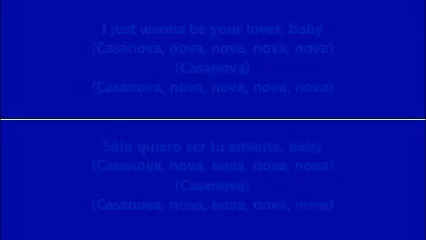 I just wanna be your lover, baby
(Casanova, nova, nova, nova, nova)
(Casanova)
(Casanova, nova, nova, nova, nova)
Sólo quiero ser tu amante, baby
(Casanova, nova, nova, nova, nova)
(Casanova)
(Casanova, nova, nova, nova, nova)